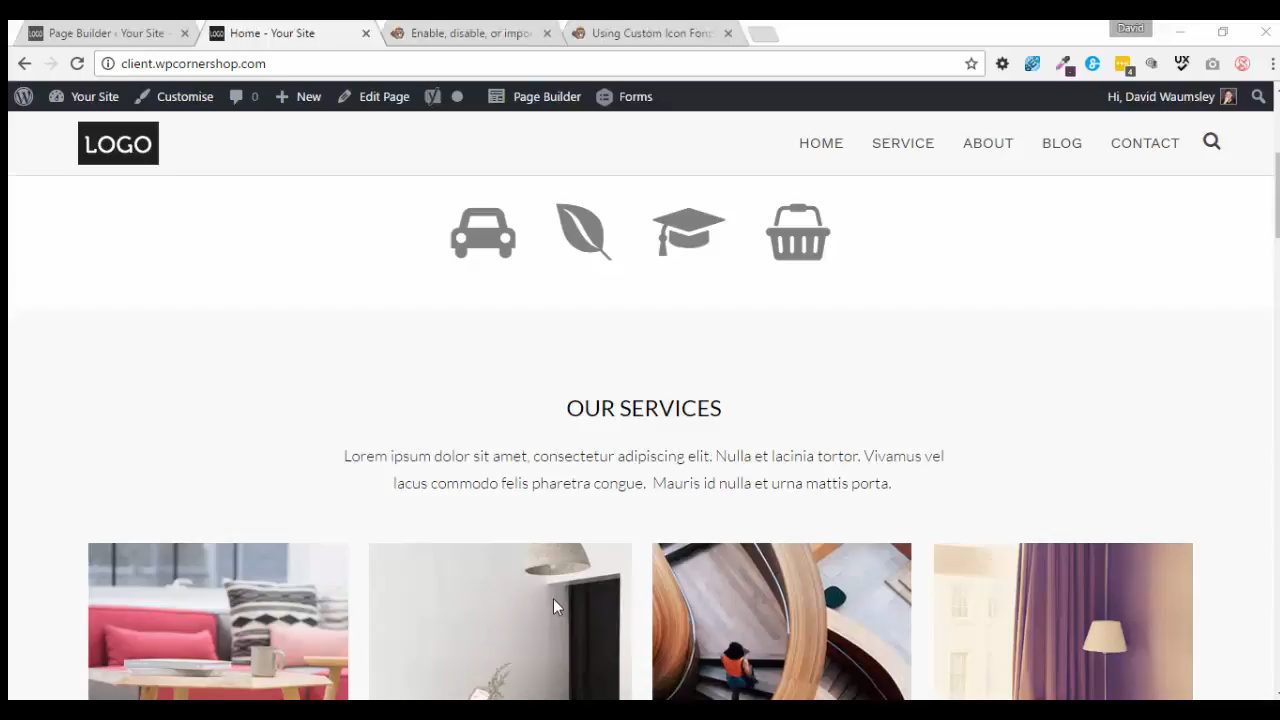 Page Builder ‹ Your Site -
Home - Your Site
Enable, disable, or impo
Using Custom Icon Font
David
client.wpcornershop.com
4
UX
Your Site
Customise
0
New
Edit Page
Page Builder
Forms
Hi, David Waumsley
LOGO
HOME
SERVICE
ABOUT
BLOG
CONTACT
OUR SERVICES
Lorem ipsum dolor sit amet, consectetur adipiscing elit. Nulla et lacinia tortor. Vivamus vel
lacus commodo felis pharetra congue. Mauris id nulla et urna mattis porta.